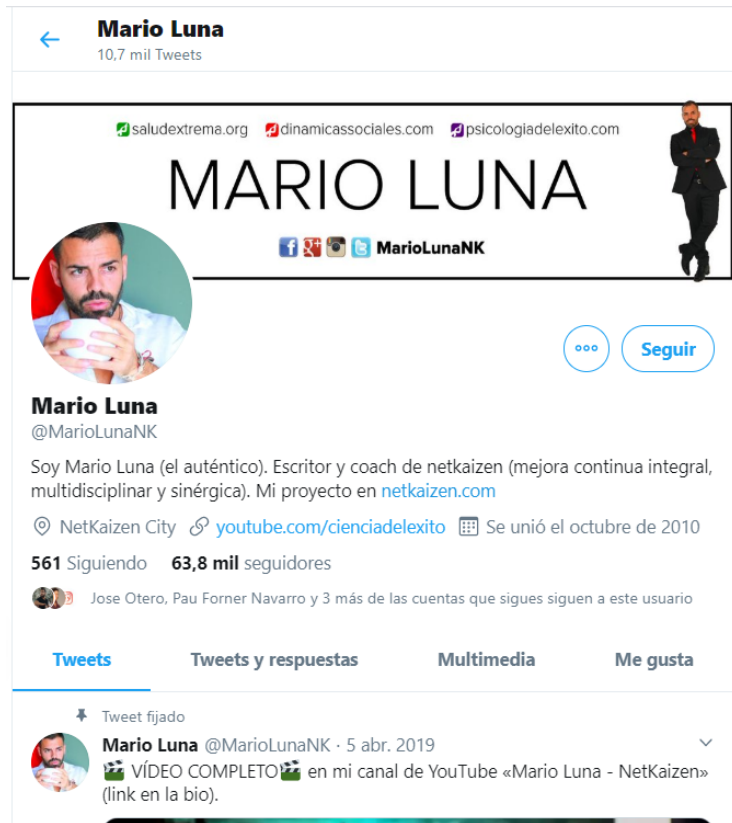 Mario Luna
10,7 mil Tweets
saludextrema.org dinamicassociales.com psicologiadelexito.com
MARIO LUNA
MarioLunaNK
Seguir
Mario Luna
@MarioLunaNK
Soy Mario Luna (el auténtico). Escritor y coach de netkaizen (mejora continua integral,
multidisciplinar y sinérgica). Mi proyecto en netkaizen.com
NetKaizen City youtube.com/cienciadelexito Se unió el octubre de 2010
561 Siguiendo 63,8 mil seguidores
Jose Otero, Pau Forner Navarro y 3 más de las cuentas que sigues siguen a este usuario
Tweets Tweets y respuestas Multimedia Me gusta
Tweet fijado
Mario Luna @MarioLunaNK · 5 abr. 2019
🎬 VÍDEO COMPLETO🎬 en mi canal de YouTube «Mario Luna - NetKaizen»
(link en la bio).